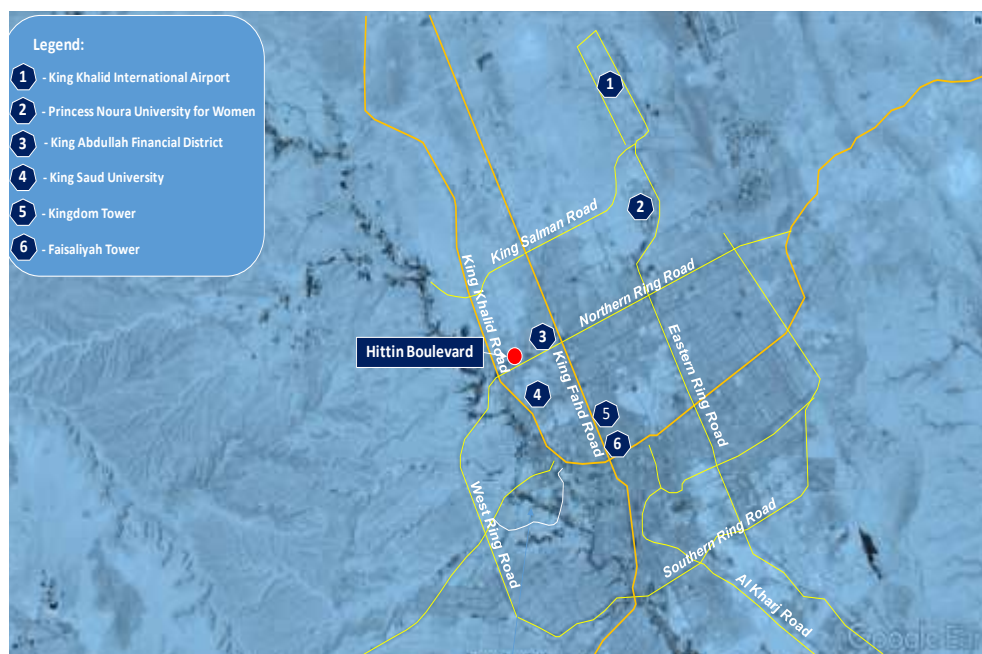 Legend:
1 - King Khalid International Airport
2 - Princess Noura University for Women
3 - King Abdullah Financial District
4 - King Saud University
5 - Kingdom Tower
6 - Faisaliyah Tower
1
2
King Salman Road
King Khalid Road
Northern Ring Road
3
Hittin Boulevard
King Fahd Road
Eastern Ring Road
4
5
6
West Ring Road
Southern Ring Road
Al Kharj Road
Google Ear